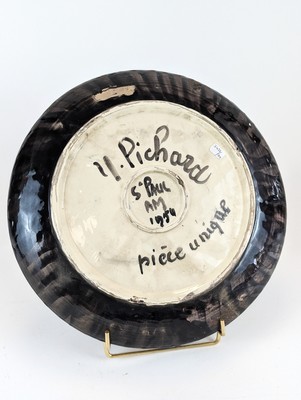 Y. Pichard
St Paul
AM
1954
pièce unique